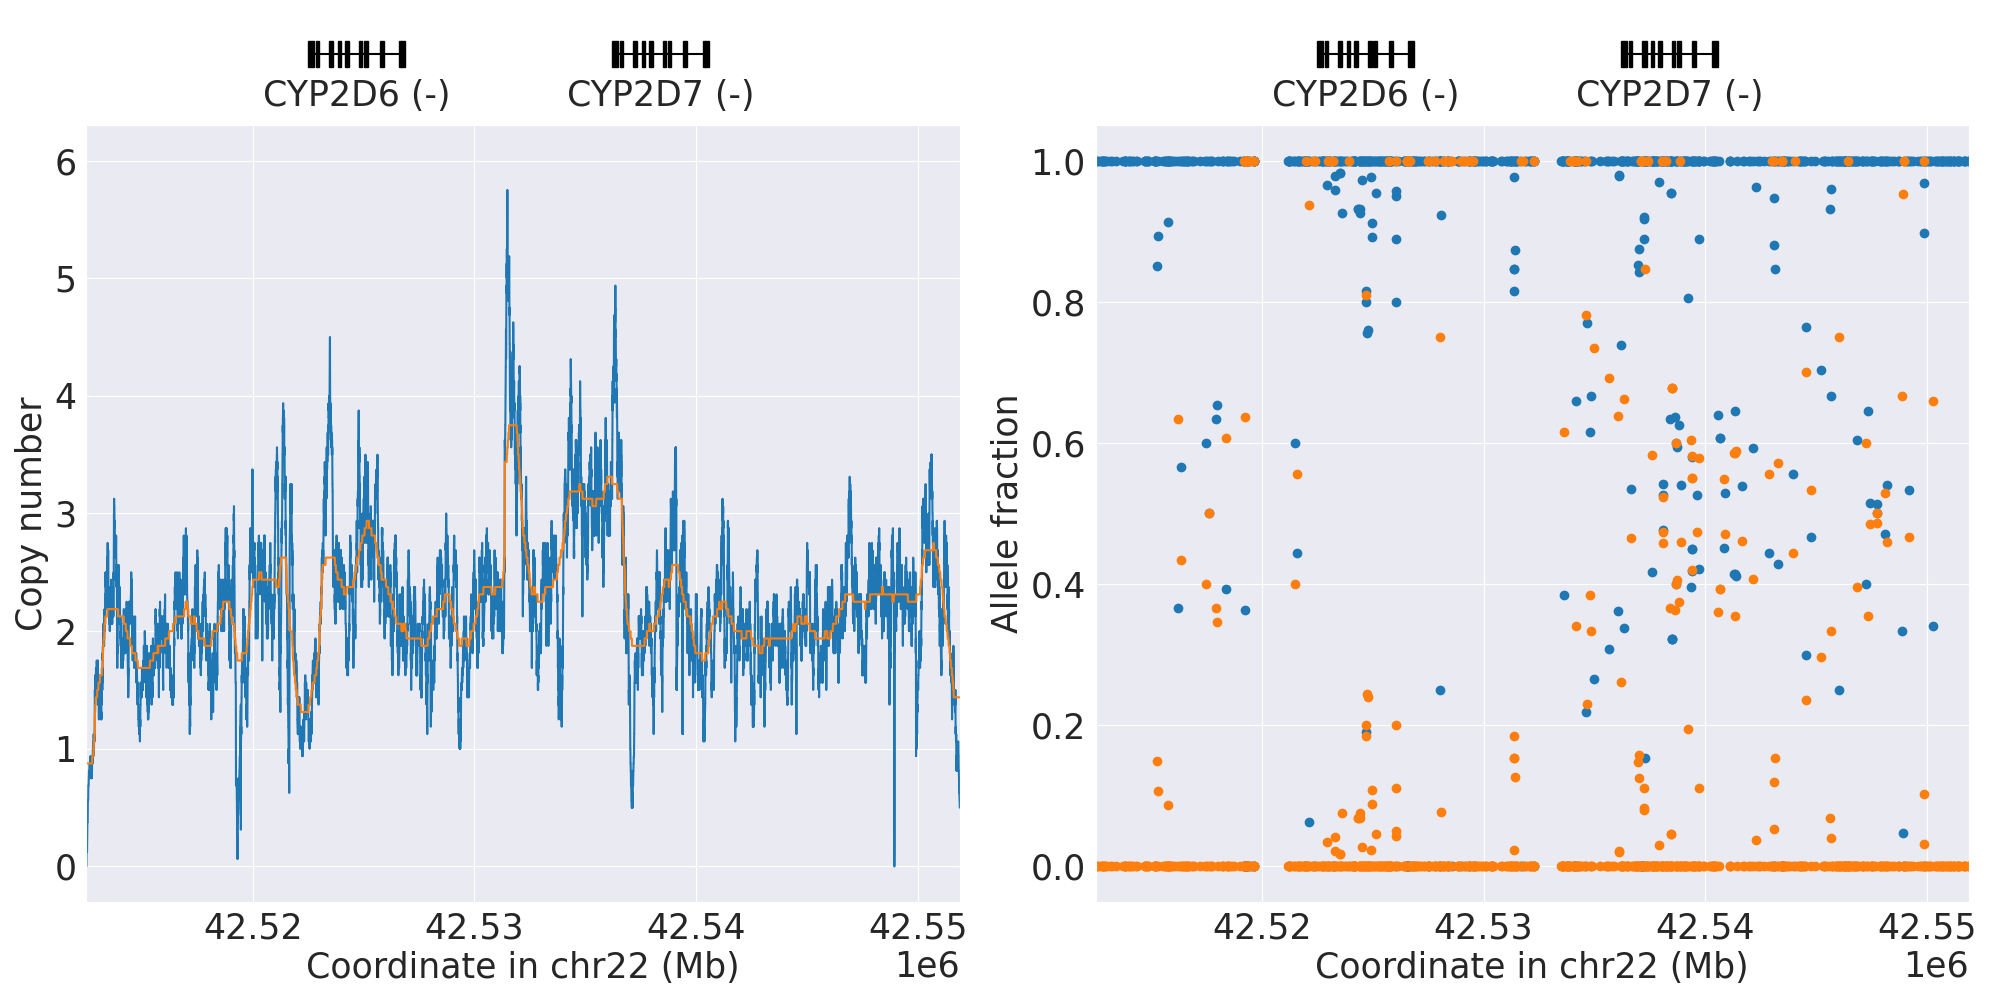 CYP2D6 (-) CYP2D7 (-)
6
5
4
3
2
1
0
Copy number
42.52 42.53 42.54 42.55
Coordinate in chr22 (Mb) 1e6
CYP2D6 (-) CYP2D7 (-)
1.0
0.8
0.6
0.4
0.2
0.0
Allele fraction
42.52 42.53 42.54 42.55
Coordinate in chr22 (Mb) 1e6